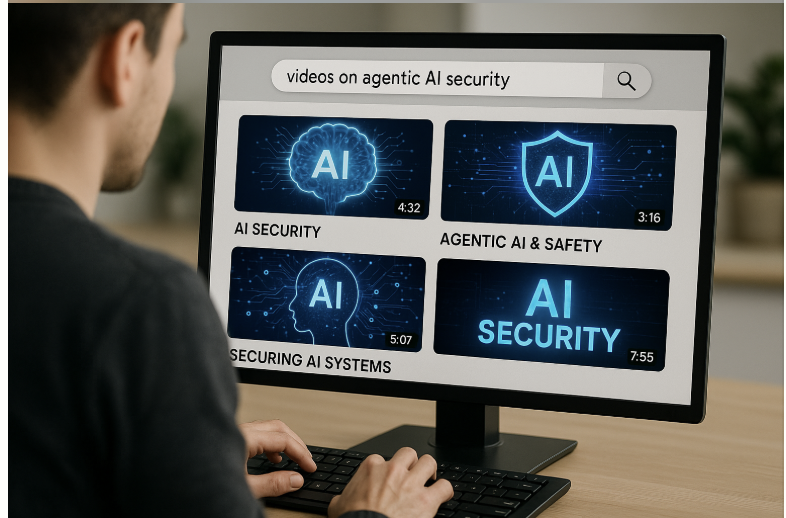 videos on agentic AI security
AI
4:32
AI
3:16
AI SECURITY
AGENTIC AI & SAFETY
AI
5:07
AI
SECURITY
7:55
SECURING AI SYSTEMS